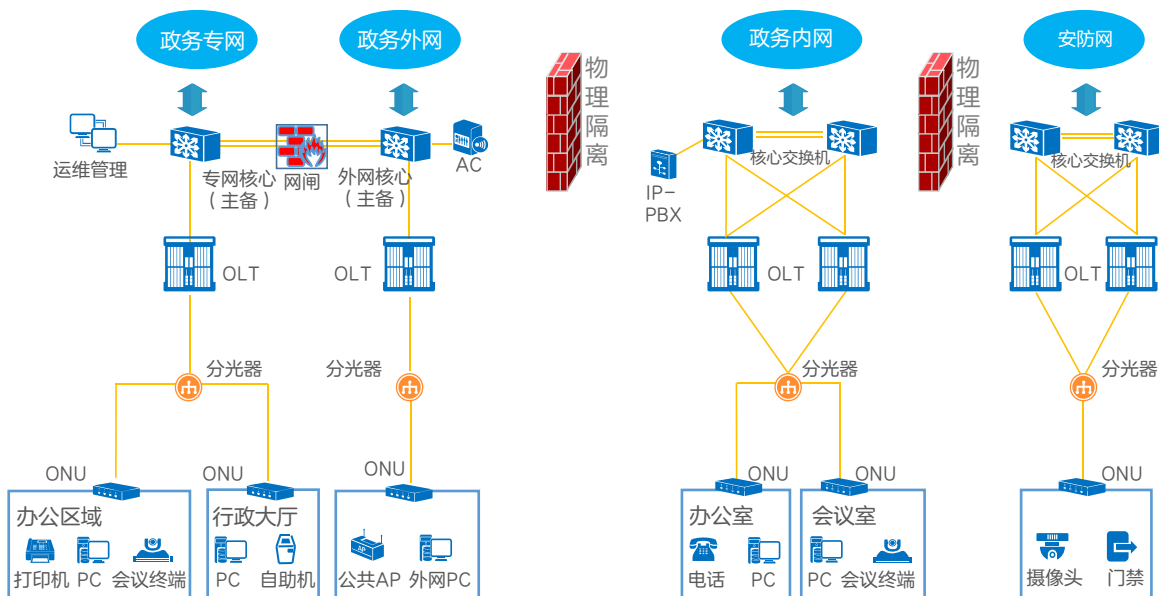 政务专网
政务外网
政务内网
安防网
物
理
隔
离
物
理
隔
离
运维管理
专网核心
（主备）
网闸
外网核心
（主备）
AC
核心交换机
IP-
PBX
核心交换机
OLT
OLT
OLT
OLT
分光器
分光器
分光器
分光器
ONU
ONU
ONU
ONU
ONU
ONU
办公区域
打印机
PC
会议终端
行政大厅
PC
自助机
AP
公共AP
外网PC
办公室
电话
PC
会议室
PC
会议终端
摄像头
门禁